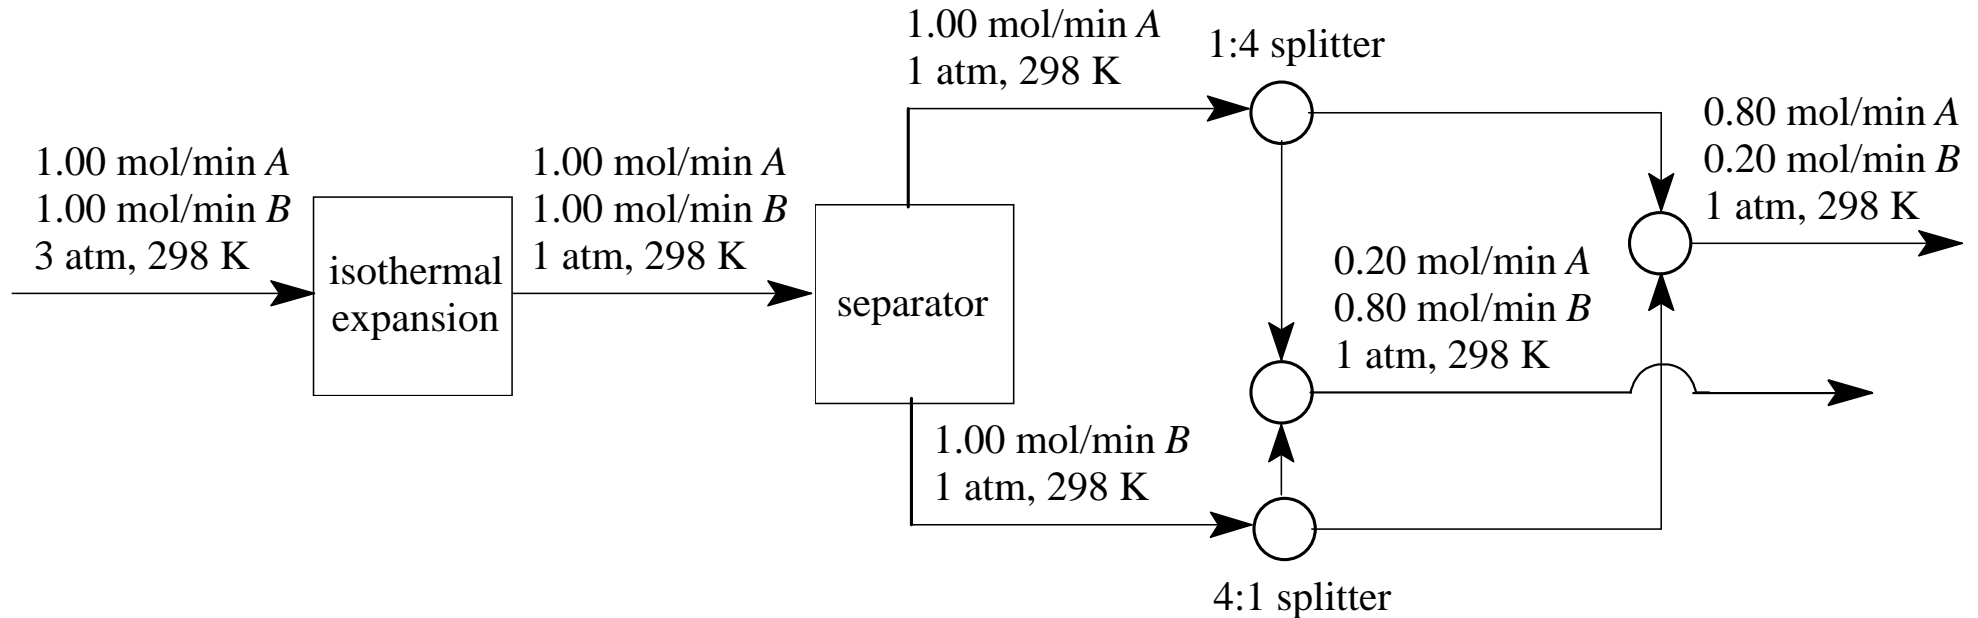 1.00 mol/min A
1 atm, 298 K
1:4 splitter
0.80 mol/min A
0.20 mol/min B
1 atm, 298 K
1.00 mol/min A
1.00 mol/min B
3 atm, 298 K
1.00 mol/min A
1.00 mol/min B
1 atm, 298 K
isothermal
expansion
separator
0.20 mol/min A
0.80 mol/min B
1 atm, 298 K
1.00 mol/min B
1 atm, 298 K
4:1 splitter